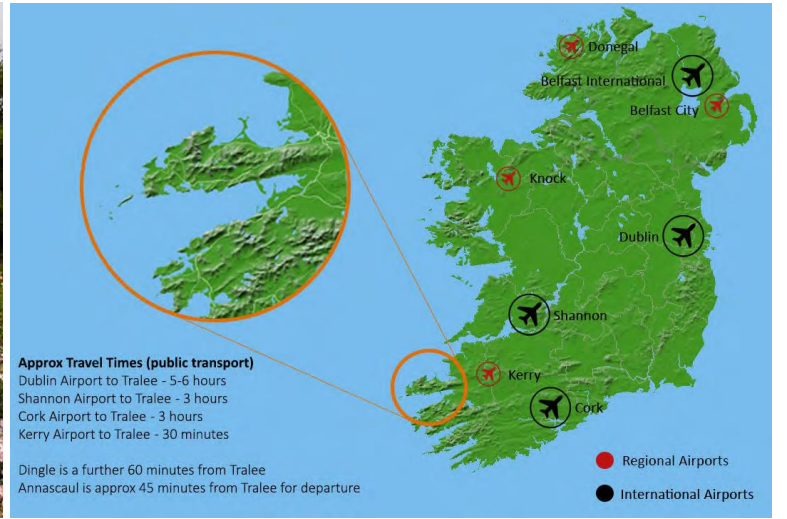 Donegal
Belfast International
Belfast City
Knock
Dublin
Shannon
Kerry
Cork
Approx Travel Times (public transport)
Dublin Airport to Tralee - 5-6 hours
Shannon Airport to Tralee - 3 hours
Cork Airport to Tralee - 3 hours
Kerry Airport to Tralee - 30 minutes
Dingle is a further 60 minutes from Tralee
Annascaul is approx 45 minutes from Tralee for departure
Regional Airports
International Airports